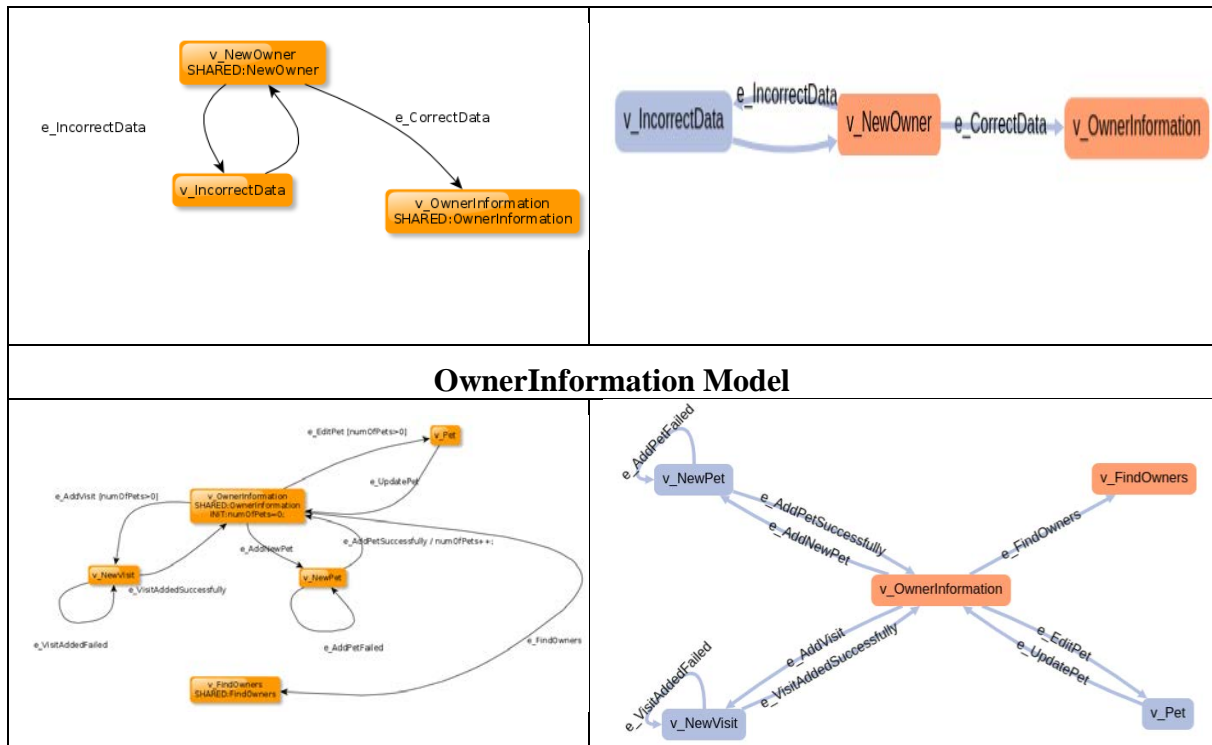 v_NewOwner
SHARED:NewOwner
e_IncorrectData
e_CorrectData
v_IncorrectData
v_OwnerInformation
SHARED:OwnerInformation
e_IncorrectData
v_IncorrectData
v_NewOwner
e_CorrectData
v_OwnerInformation
OwnerInformation Model
e_EditPet [numOfPets>0]
v_Pet
e_UpdatePet
e_AddVisit [numOfPets>0]
v_OwnerInformation
SHARED:OwnerInformation
INIT:numOfPets=0;
e_AddNewPet
e_AddPetSuccessfully / numOfPets++;
v_NewVisit
v_NewPet
e_VisitAddedSuccessfully
e_VisitAddedFailed
e_AddPetFailed
e_FindOwners
v_FindOwners
SHARED:FindOwners
e_AddPetFailed
v_NewPet
v_FindOwners
e_AddPetSuccessfully
e_AddNewPet
e_FindOwners
v_OwnerInformation
e_AddVisit
e_VisitAddedSuccessfully
e_EditPet
e_UpdatePet
e_VisitAddedFailed
v_NewVisit
v_Pet